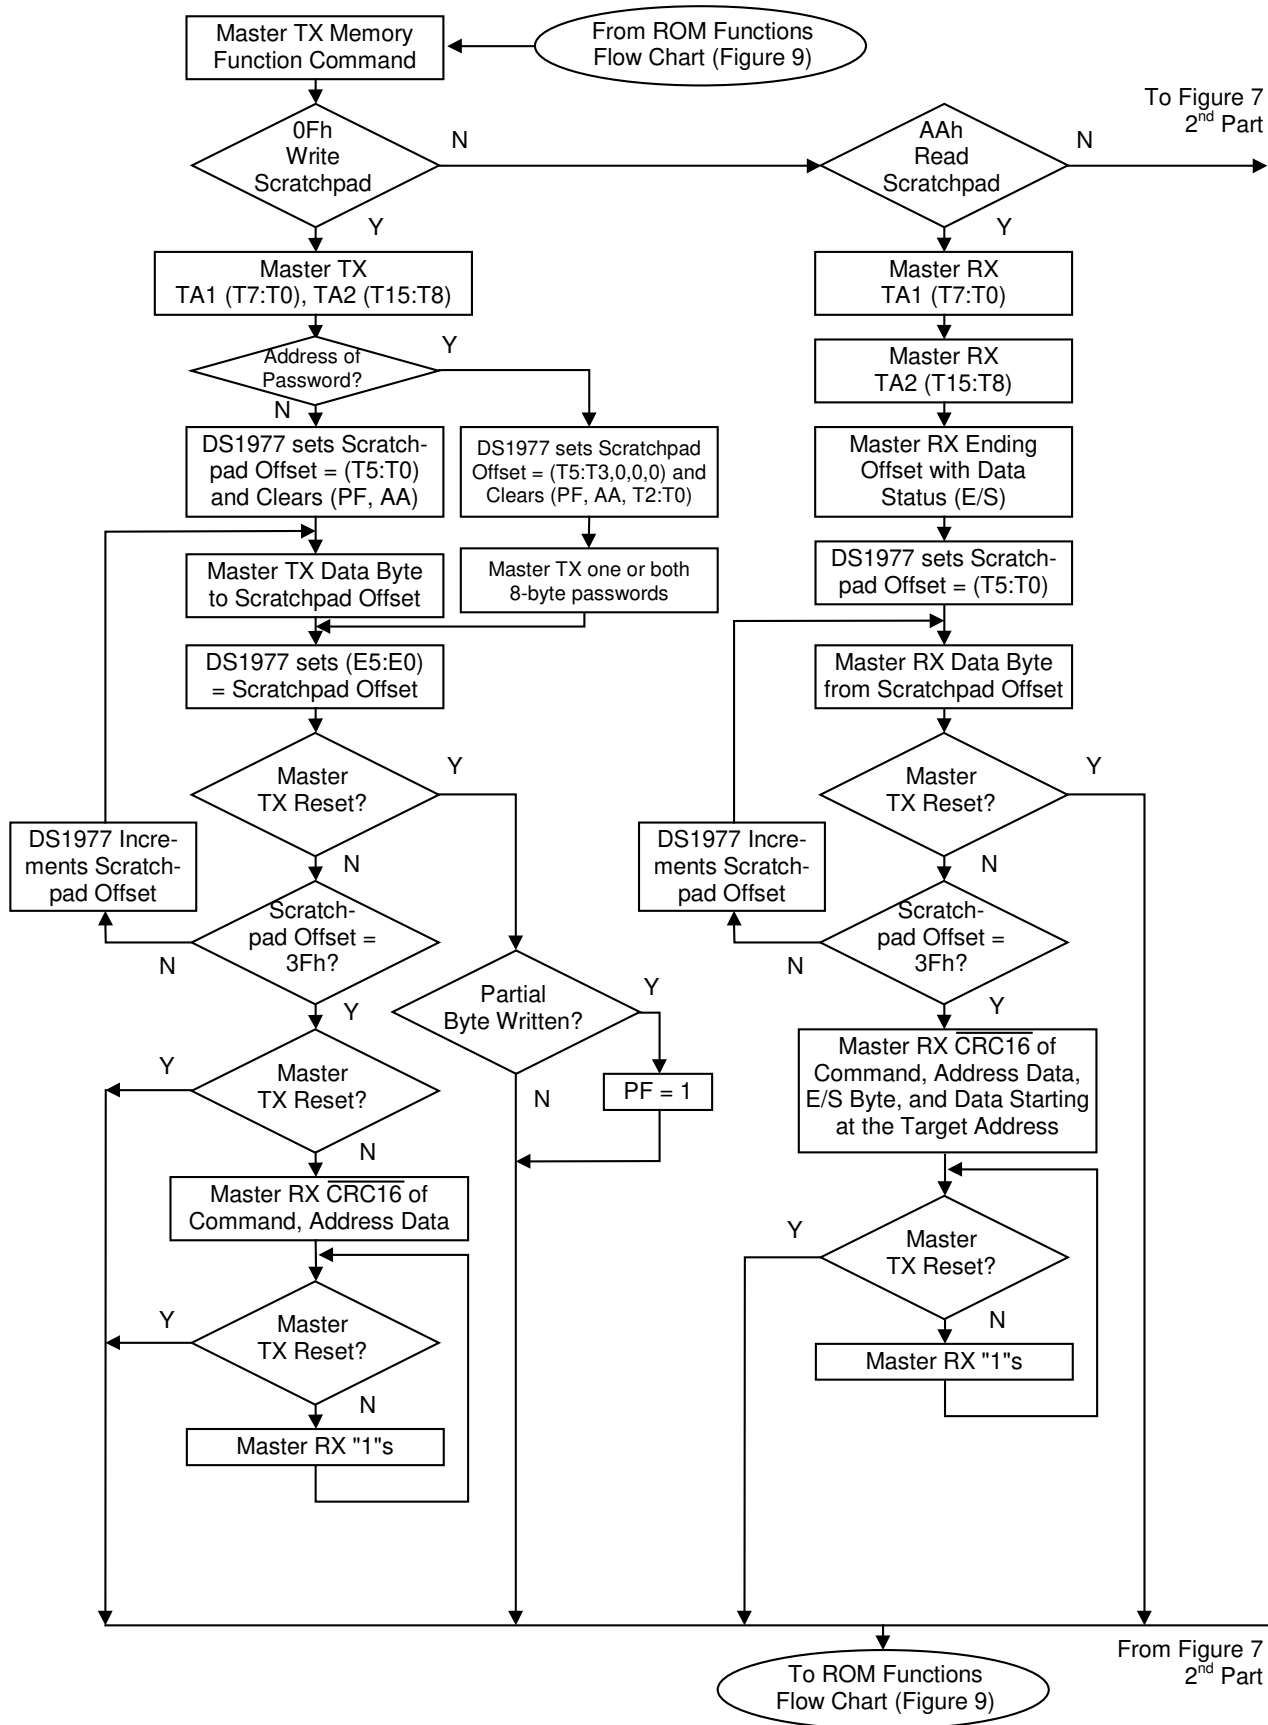 Master TX Memory
Function Command
From ROM Functions
Flow Chart (Figure 9)
To Figure 7
2nd Part
0Fh
Write
Scratchpad
N
Y
AAh
Read
Scratchpad
N
Y
Master TX
TA1 (T7:T0), TA2 (T15:T8)
Address of
Password?
Y
N
DS1977 sets Scratch-
pad Offset = (T5:T0)
and Clears (PF, AA)
DS1977 sets Scratchpad
Offset = (T5:T3,0,0,0) and
Clears (PF, AA, T2:T0)
Master TX Data Byte
to Scratchpad Offset
Master TX one or both
8-byte passwords
DS1977 sets (E5:E0)
= Scratchpad Offset
Master
TX Reset?
Y
N
DS1977 Incre-
ments Scratch-
pad Offset
Scratch-
pad Offset =
3Fh?
N
Y
Partial
Byte Written?
Y
N
PF = 1
Master
TX Reset?
Y
N
Master RX CRC16 of
Command, Address Data
Master
TX Reset?
Y
N
Master RX "1"s
Master RX
TA1 (T7:T0)
Master RX
TA2 (T15:T8)
Master RX Ending
Offset with Data
Status (E/S)
DS1977 sets Scratch-
pad Offset = (T5:T0)
Master RX Data Byte
from Scratchpad Offset
Master
TX Reset?
Y
N
DS1977 Incre-
ments Scratch-
pad Offset
Scratch-
pad Offset =
3Fh?
N
Y
Master RX CRC16 of
Command, Address Data,
E/S Byte, and Data Starting
at the Target Address
Master
TX Reset?
Y
N
Master RX "1"s
From Figure 7
2nd Part
To ROM Functions
Flow Chart (Figure 9)